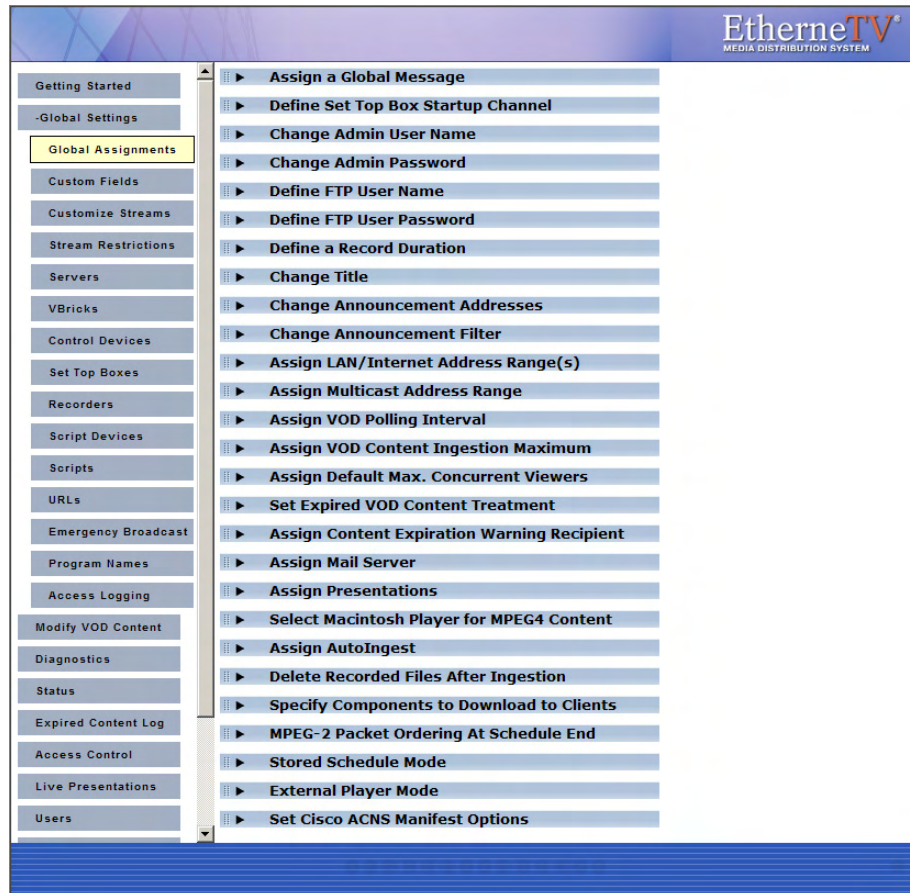 EtherneTV
MEDIA DISTRIBUTION SYSTEM
Getting Started
-Global Settings
Global Assignments
Custom Fields
Customize Streams
Stream Restrictions
Servers
VBricks
Control Devices
Set Top Boxes
Recorders
Script Devices
Scripts
URLs
Emergency Broadcast
Program Names
Access Logging
Modify VOD Content
Diagnostics
Status
Expired Content Log
Access Control
Live Presentations
Users
Assign a Global Message
Define Set Top Box Startup Channel
Change Admin User Name
Change Admin Password
Define FTP User Name
Define FTP User Password
Define a Record Duration
Change Title
Change Announcement Addresses
Change Announcement Filter
Assign LAN/Internet Address Range(s)
Assign Multicast Address Range
Assign VOD Polling Interval
Assign VOD Content Ingestion Maximum
Assign Default Max. Concurrent Viewers
Set Expired VOD Content Treatment
Assign Content Expiration Warning Recipient
Assign Mail Server
Assign Presentations
Select Macintosh Player for MPEG4 Content
Assign AutoIngest
Delete Recorded Files After Ingestion
Specify Components to Download to Clients
MPEG-2 Packet Ordering At Schedule End
Stored Schedule Mode
External Player Mode
Set Cisco ACNS Manifest Options